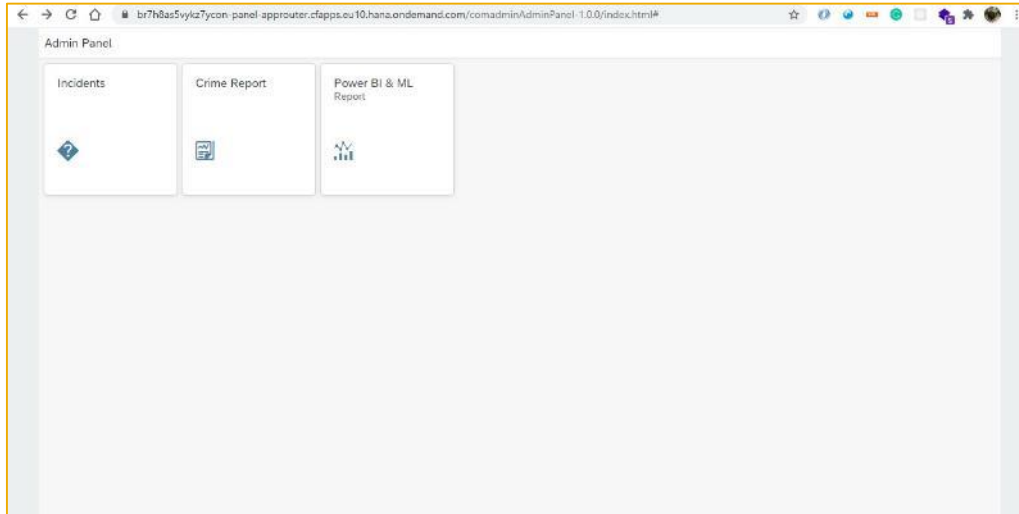 br7h8as5vykz7ycon-panel-approuter.cfapps.eu10.hana.ondemand.com/comadminAdminPanel-1.0.0/index.html#
Admin Panel
Incidents
Crime Report
Power BI & ML
Report